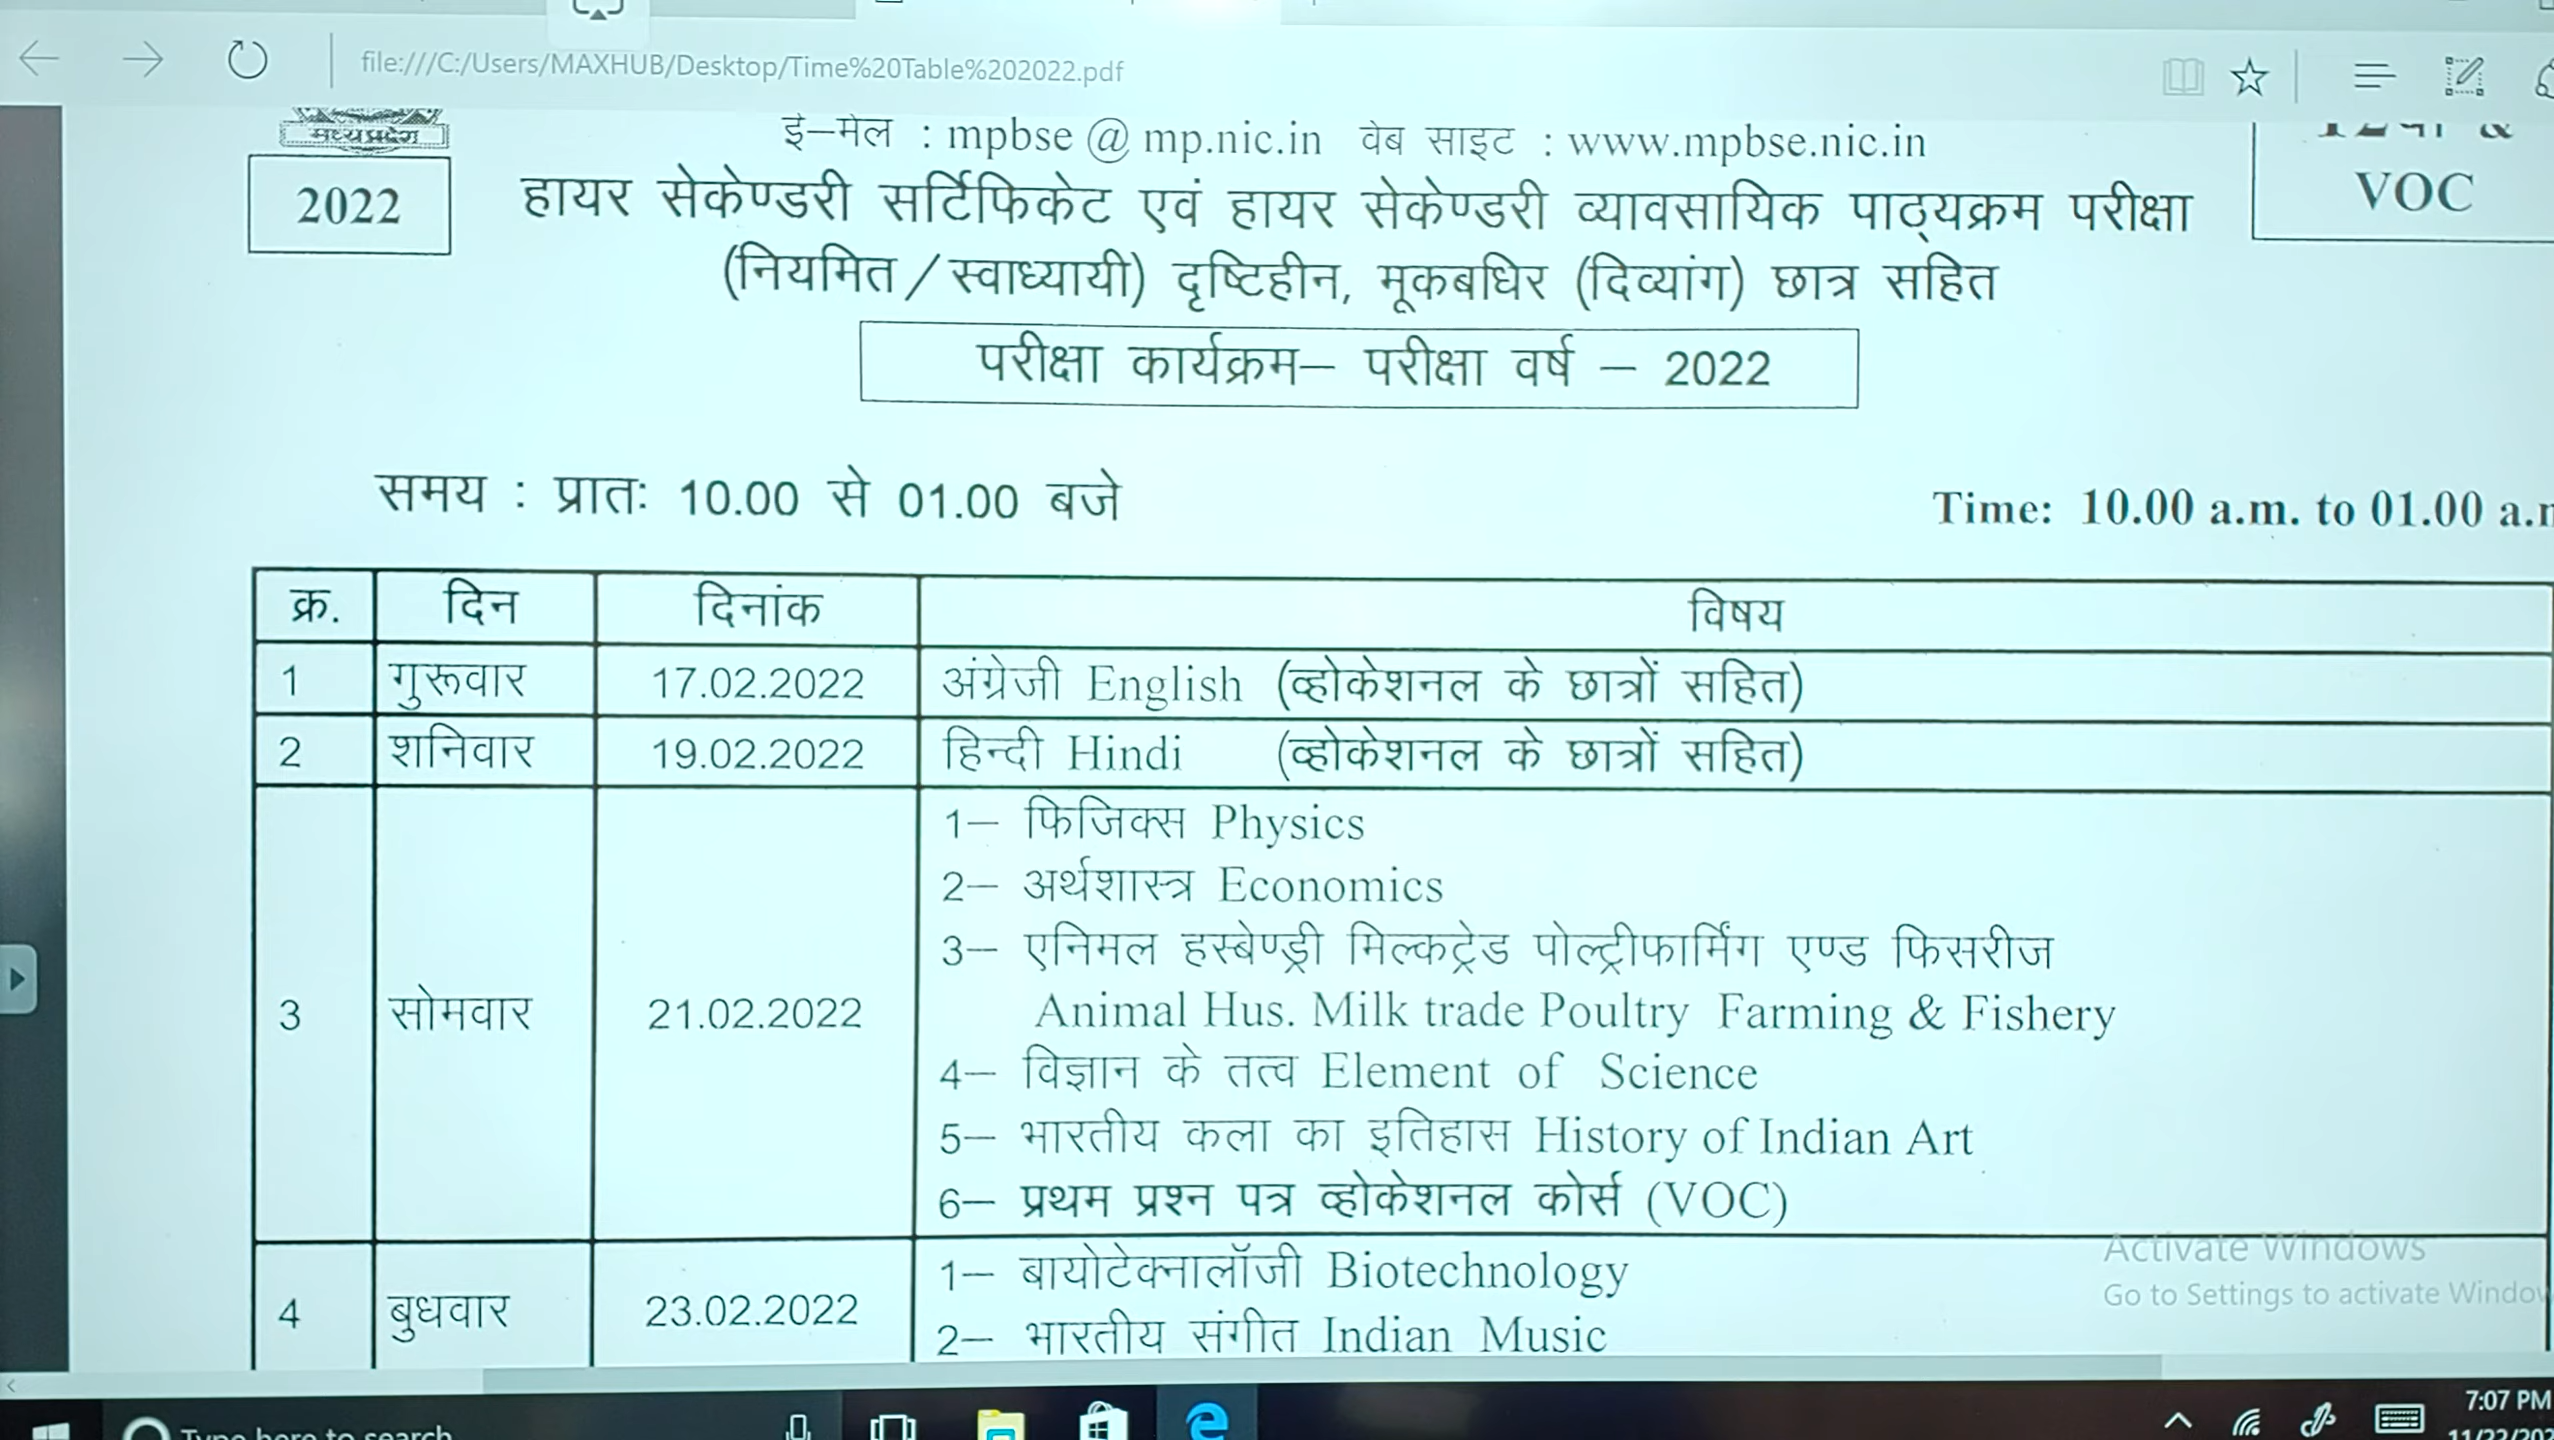 file:///C:/Users/MAXHUB/Desktop/Time%20Table%202022.pdf
मध्यप्रदेश
ई–मेल : mpbse @ mp.nic.in वेब साइट : www.mpbse.nic.in
2022
हायर सेकेण्डरी सर्टिफिकेट एवं हायर सेकेण्डरी व्यावसायिक पाठ्यक्रम परीक्षा
VOC
(नियमित / स्वाध्यायी) दृष्टिहीन, मूकबधिर (दिव्यांग) छात्र सहित
परीक्षा कार्यक्रम– परीक्षा वर्ष – 2022
समय : प्रातः 10.00 से 01.00 बजे
Time: 10.00 a.m. to 01.00
क्र. दिन दिनांक विषय
1 गुरूवार 17.02.2022 अंग्रेजी English (व्होकेशनल के छात्रों सहित)
2 शनिवार 19.02.2022 हिन्दी Hindi (व्होकेशनल के छात्रों सहित)
3 सोमवार 21.02.2022
1– फिजिक्स Physics
2– अर्थशास्त्र Economics
3– एनिमल हस्बेण्ड्री मिल्कट्रेड पोल्ट्रीफार्मिंग एण्ड फिसरीज
Animal Hus. Milk trade Poultry Farming & Fishery
4– विज्ञान के तत्व Element of Science
5– भारतीय कला का इतिहास History of Indian Art
6– प्रथम प्रश्न पत्र व्होकेशनल कोर्स (VOC)
4 बुधवार 23.02.2022
1– बायोटेक्नालॉजी Biotechnology
2– भारतीय संगीत Indian Music
Activate Windows
Go to Settings to activate
Type here to search
7:07 PM